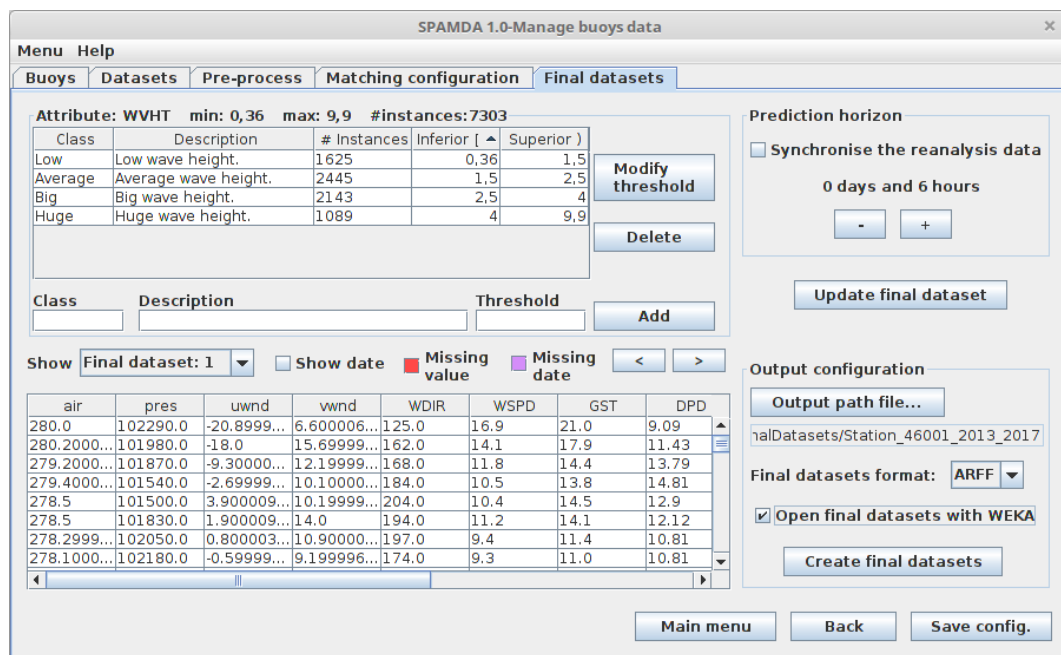 SPAMDA 1.0-Manage buoys data ×
Menu Help
Buoys Datasets Pre-process Matching configuration Final datasets
Attribute: WVHT min: 0,36 max: 9,9 #instances:7303
Class Description # Instances Inferior [ Superior )
Low Low wave height. 1625 0,36 1,5
Average Average wave height. 2445 1,5 2,5
Big Big wave height. 2143 2,5 4
Huge Huge wave height. 1089 4 9,9
Modify
threshold
Delete
Class Description Threshold
Add
Prediction horizon
Synchronise the reanalysis data
0 days and 6 hours
- +
Update final dataset
Show Final dataset: 1 Show date Missing
value Missing
date < >
air pres uwnd vwnd WDIR WSPD GST DPD
280.0 102290.0 -20.8999... 6.600006... 125.0 16.9 21.0 9.09
280.2000... 101980.0 -18.0 15.69999... 162.0 14.1 17.9 11.43
279.2000... 101870.0 -9.30000... 12.19999... 168.0 11.8 14.4 13.79
279.4000... 101540.0 -2.69999... 10.10000... 184.0 10.5 13.8 14.81
278.5 101500.0 3.900009... 10.19999... 204.0 10.4 14.5 12.9
278.5 101830.0 1.900009... 14.0 194.0 11.2 14.1 12.12
278.2999... 102050.0 0.800003... 10.90000... 197.0 9.4 11.4 10.81
278.1000... 102180.0 -0.59999... 9.199996... 174.0 9.3 11.0 10.81
Output configuration
Output path file...
nalDatasets/Station_46001_2013_2017
Final datasets format: ARFF
Open final datasets with WEKA
Create final datasets
Main menu Back Save config.